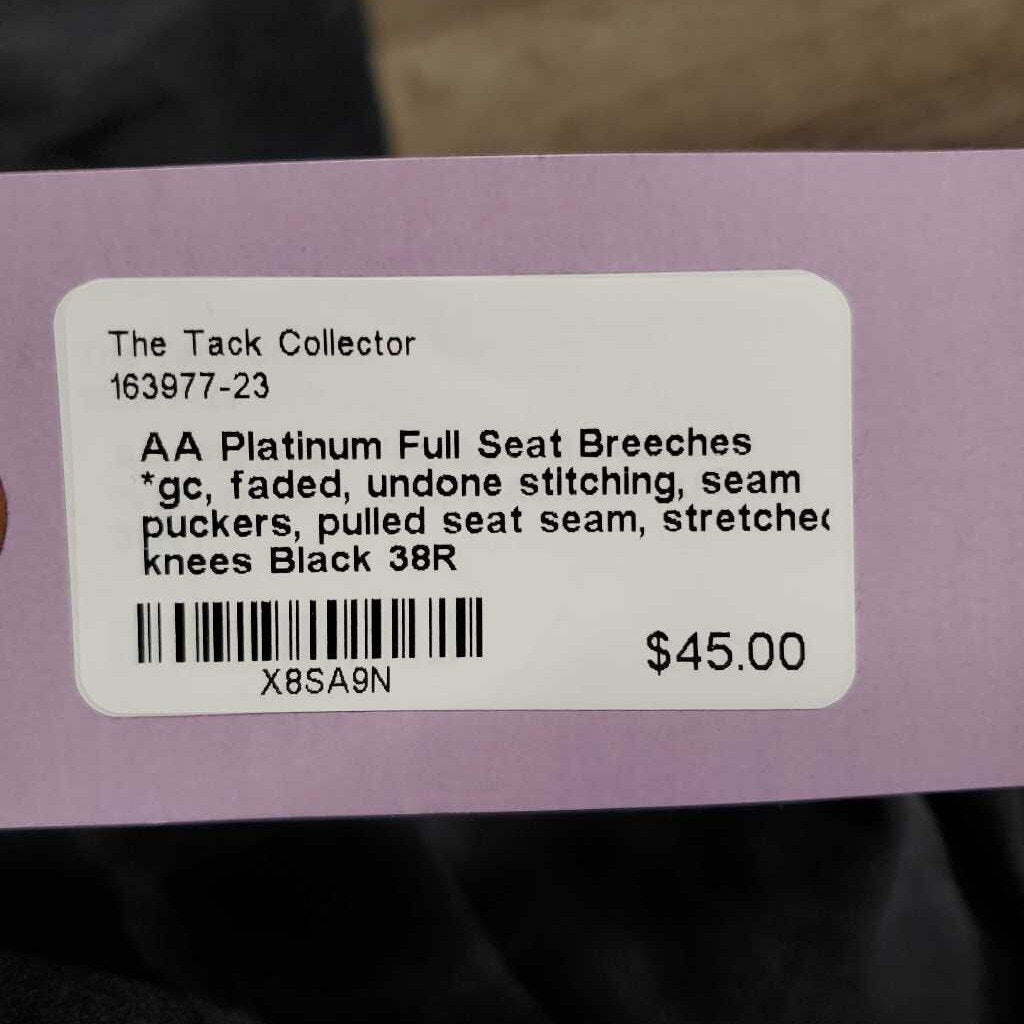 The Tack Collector
163977-23
AA Platinum Full Seat Breeches
*gc, faded, undone stitching, seam
puckers, pulled seat seam, stretched
knees Black 38R
X8SA9N
$45.00